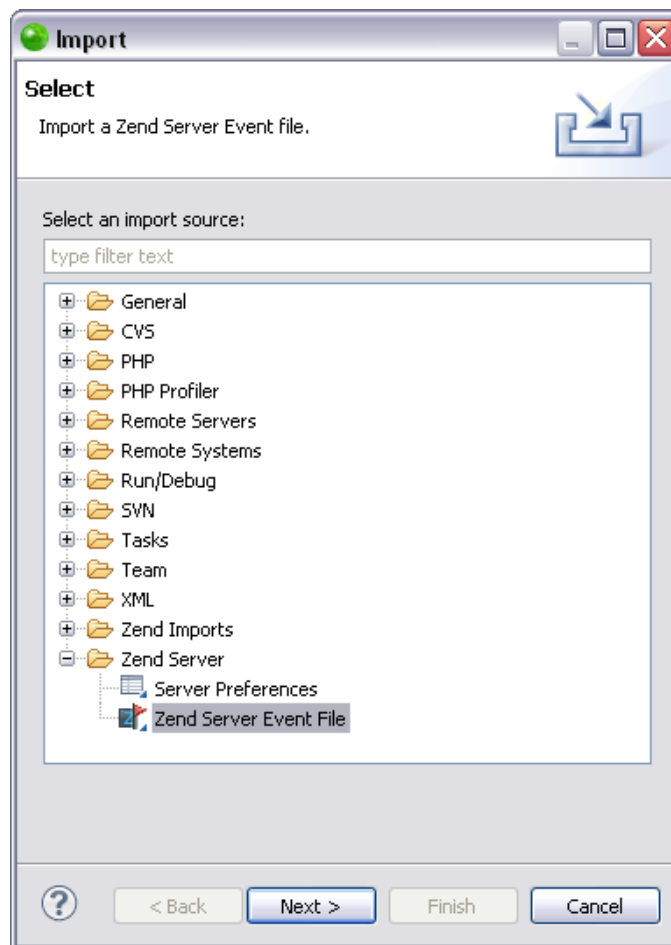 Import
Select
Import a Zend Server Event file.
Select an import source:
type filter text
General
CVS
PHP
PHP Profiler
Remote Servers
Remote Systems
Run/Debug
SVN
Tasks
Team
XML
Zend Imports
Zend Server
Server Preferences
Zend Server Event File
? < Back Next > Finish Cancel